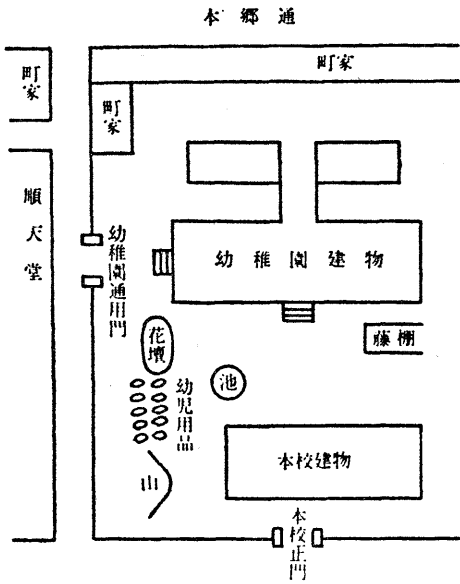 本郷通
町家
町家
町家
順天堂
幼稚園通用門
幼稚園建物
藤棚
花壇
池
幼児用品
山
本校建物
本校正門